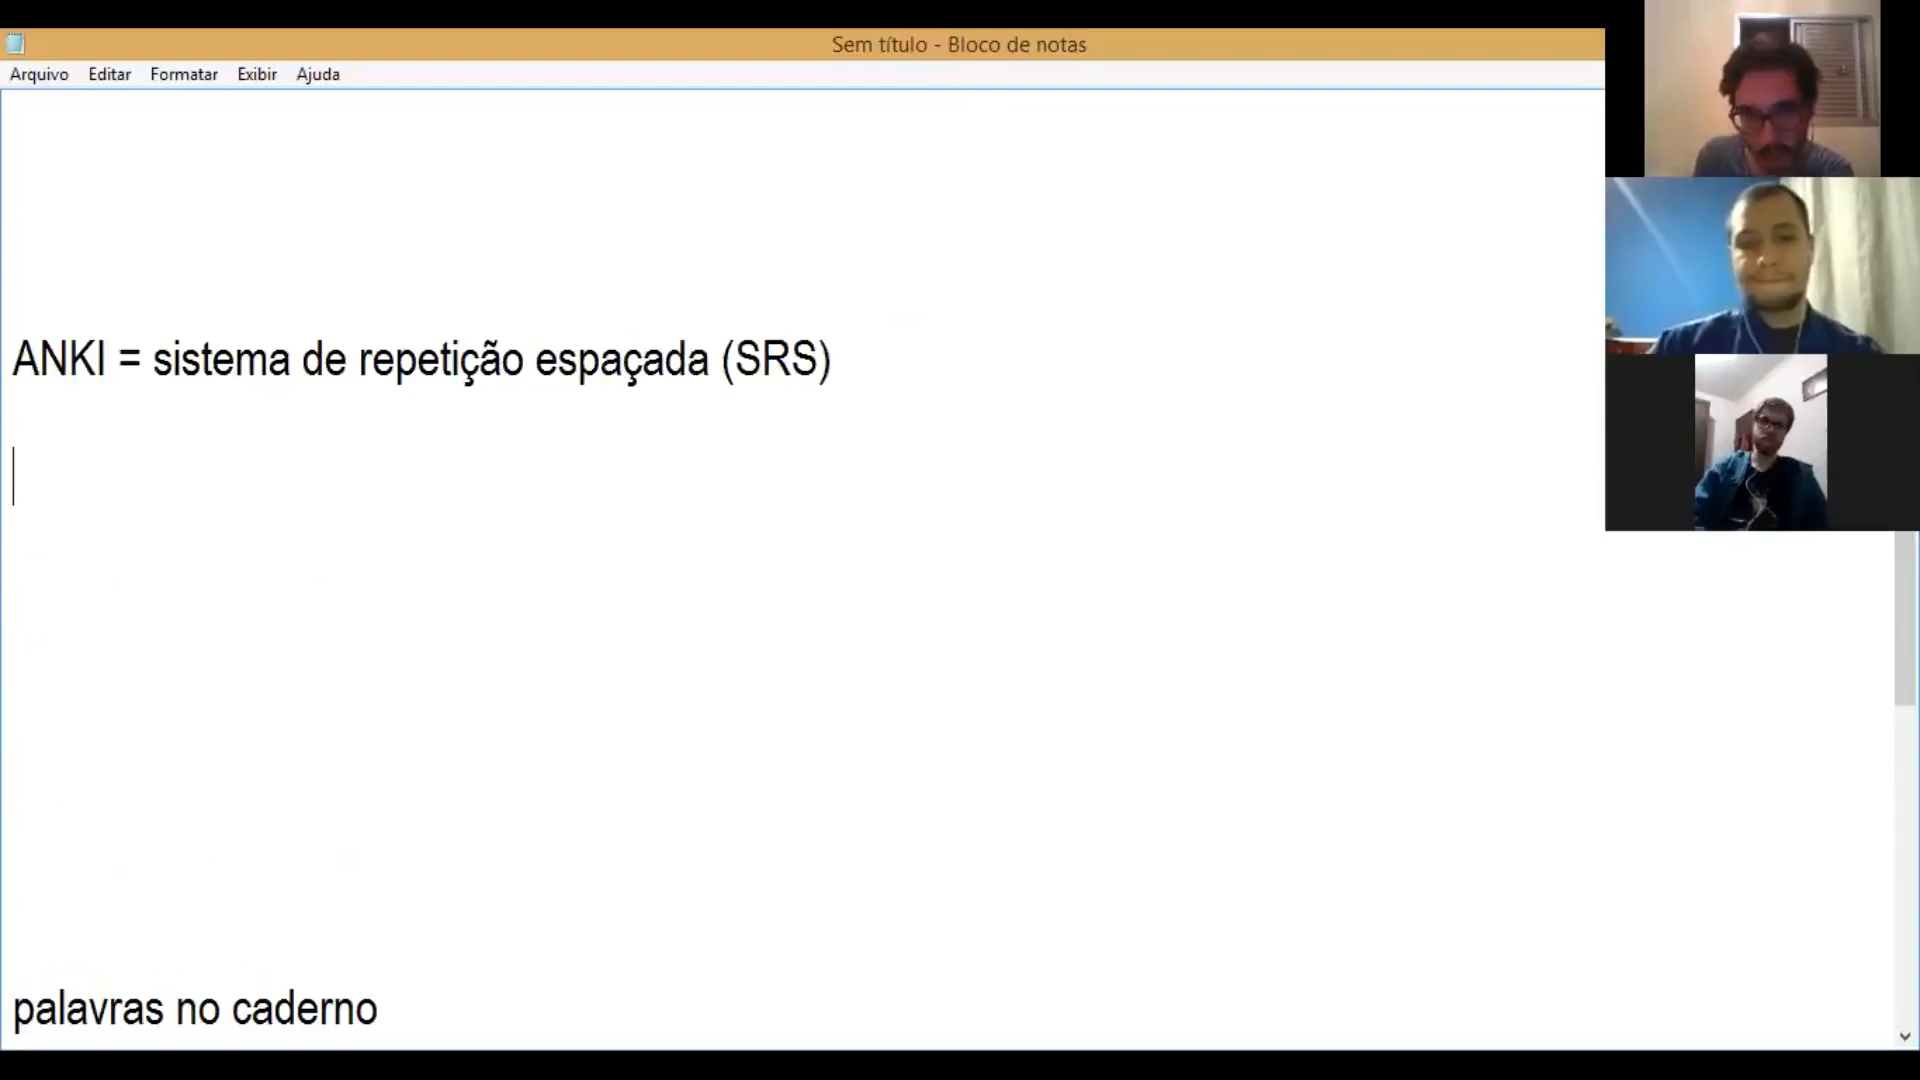 Sem título - Bloco de notas
Arquivo Editar Formatar Exibir Ajuda
ANKI = sistema de repetição espaçada (SRS)
palavras no caderno